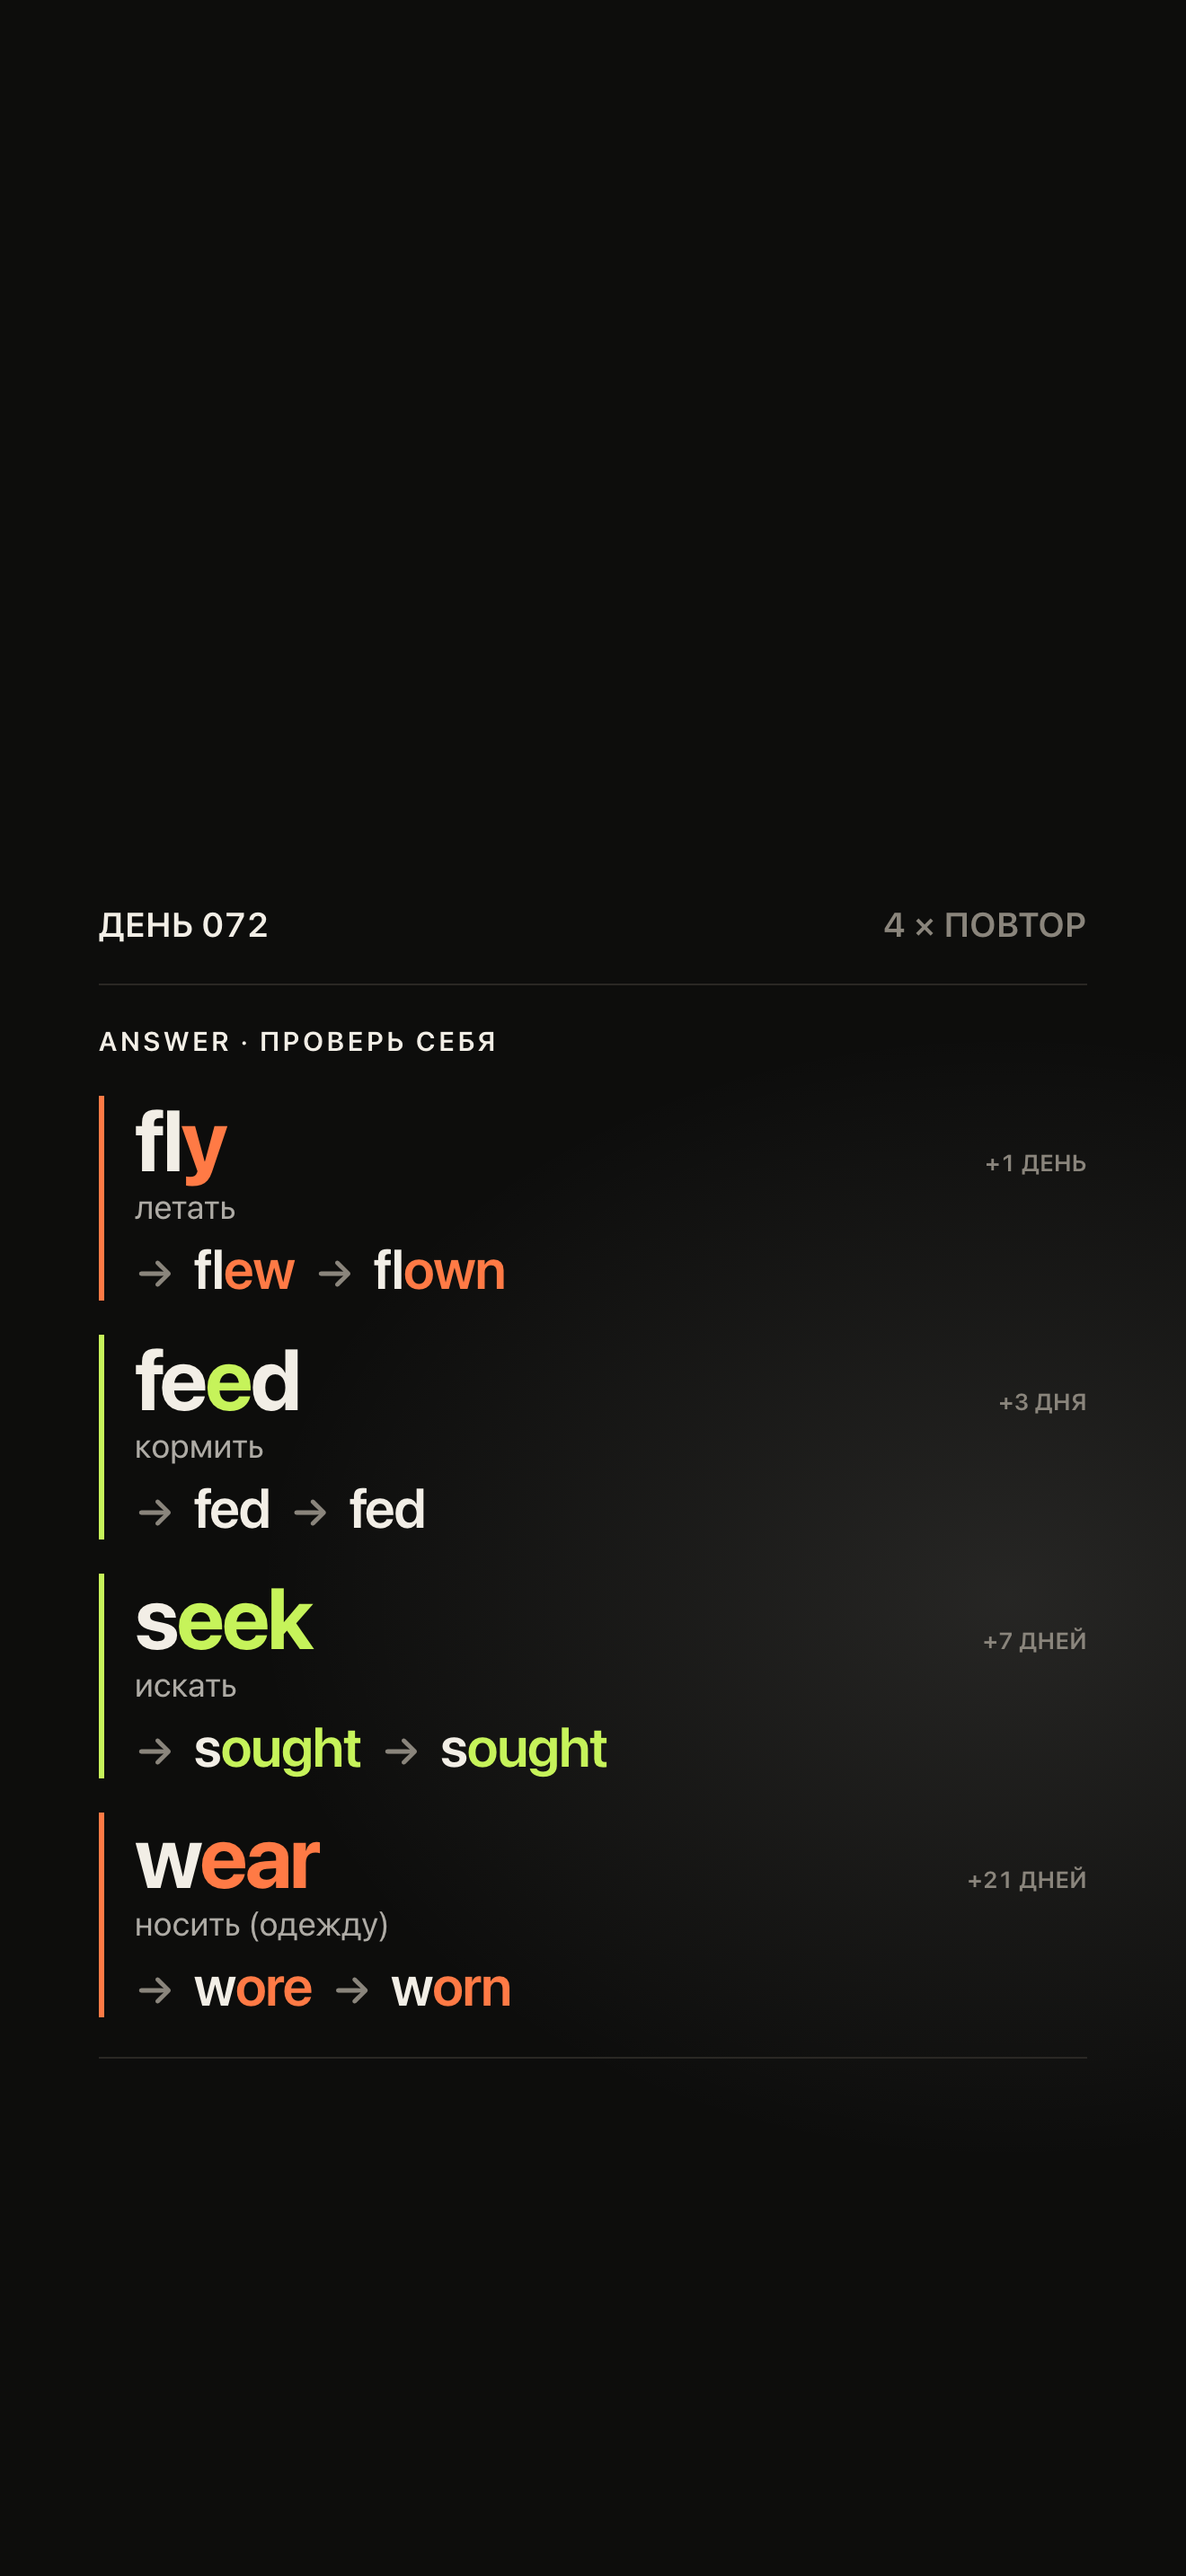 ДЕНЬ 072
4 × ПОВТОР
ANSWER · ПРОВЕРЬ СЕБЯ
fly
+1 ДЕНЬ
летать
→ flew → flown
feed
+3 ДНЯ
кормить
→ fed → fed
seek
+7 ДНЕЙ
искать
→ sought → sought
wear
+21 ДНЕЙ
носить (одежду)
→ wore → worn